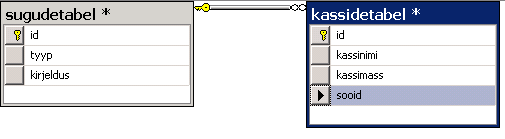 sugudetabel *
id
tyyp
kirjeldus
kassidetabel *
id
kassinimi
kassimass
sooid